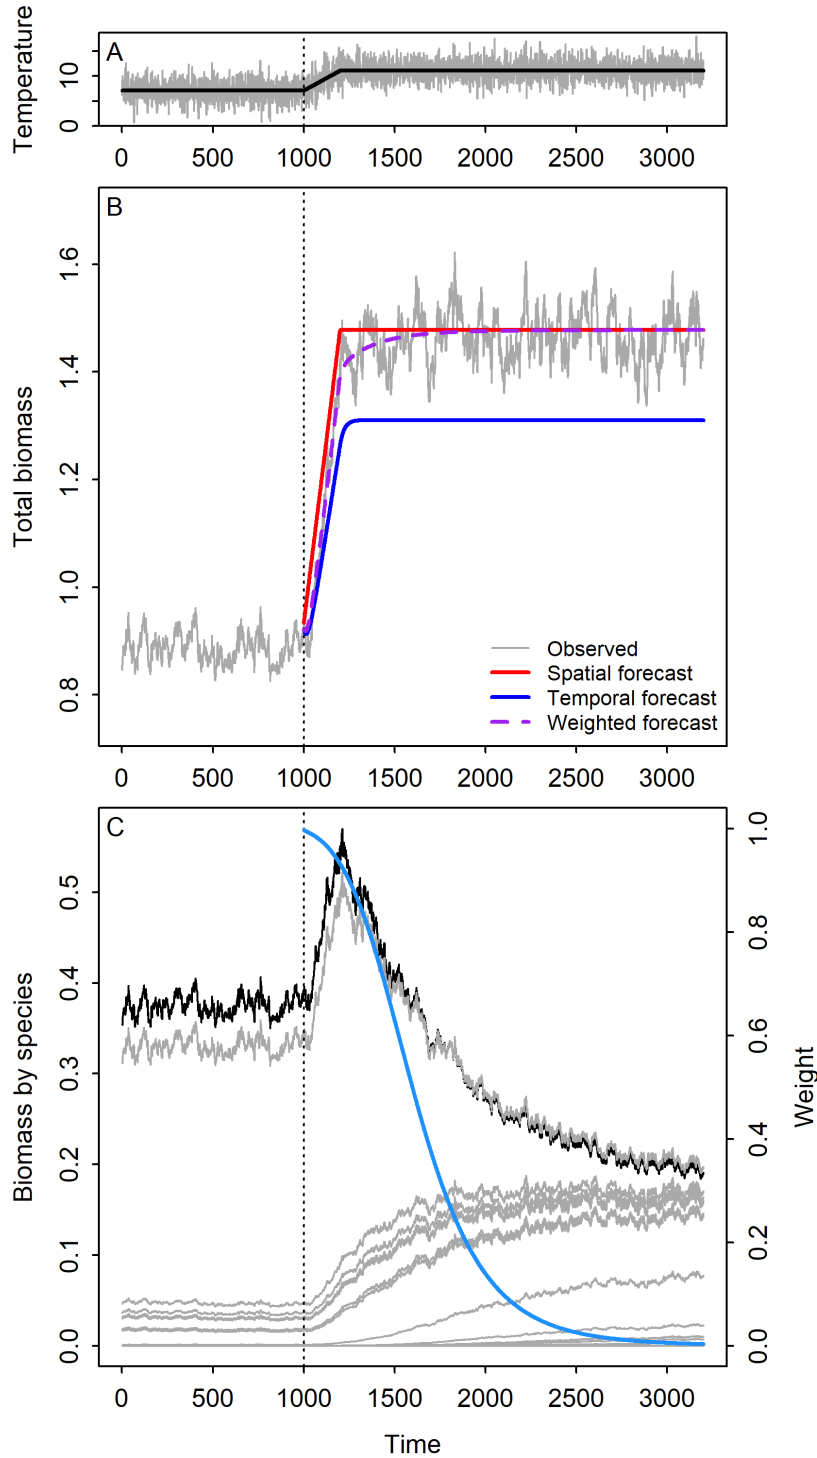 A
Temperature
10
0
0 500 1000 1500 2000 2500 3000
B
Total biomass
1.6
1.4
1.2
1.0
0.8
Observed
Spatial forecast
Temporal forecast
Weighted forecast
0 500 1000 1500 2000 2500 3000
C
Biomass by species
0.5
0.4
0.3
0.2
0.1
0.0
Weight
1.0
0.8
0.6
0.4
0.2
0.0
0 500 1000 1500 2000 2500 3000
Time